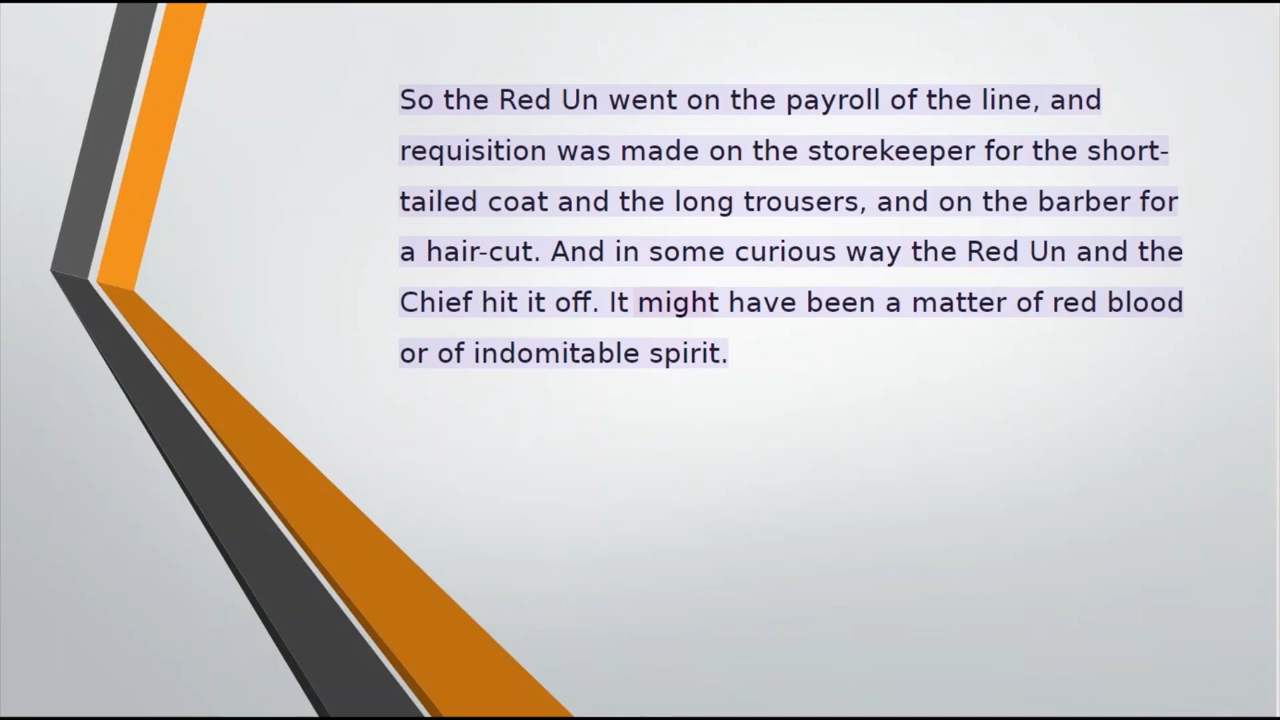 So the Red Un went on the payroll of the line, and
requisition was made on the storekeeper for the short-
tailed coat and the long trousers, and on the barber for
a hair-cut. And in some curious way the Red Un and the
Chief hit it off. It might have been a matter of red blood
or of indomitable spirit.